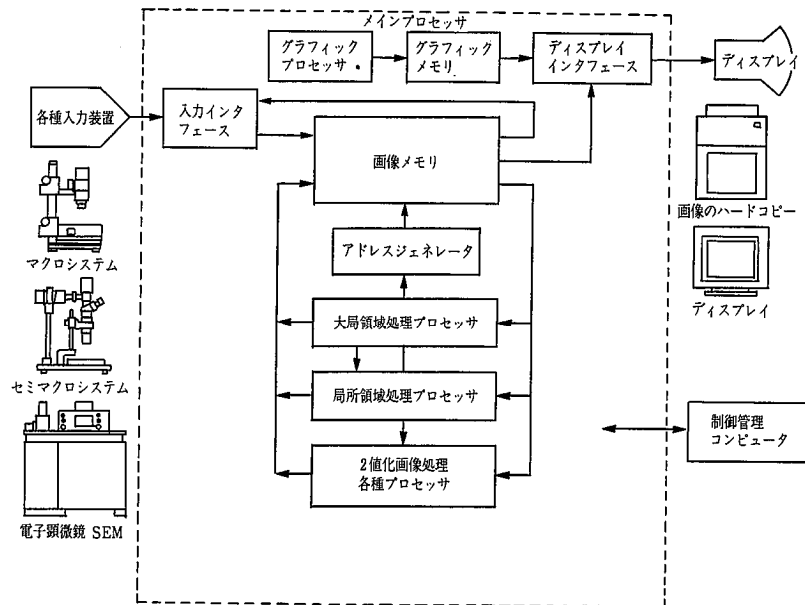 メインプロセッサ
グラフィック
プロセッサ
グラフィック
メモリ
ディスプレイ
インタフェース
ディスプレイ
各種入力装置
入力インタ
フェース
画像メモリ
画像のハードコピー
アドレスジェネレータ
マクロシステム
ディスプレイ
大局領域処理プロセッサ
局所領域処理プロセッサ
セミマクロシステム
制御管理
コンピュータ
2値化画像処理
各種プロセッサ
電子顕微鏡 SEM